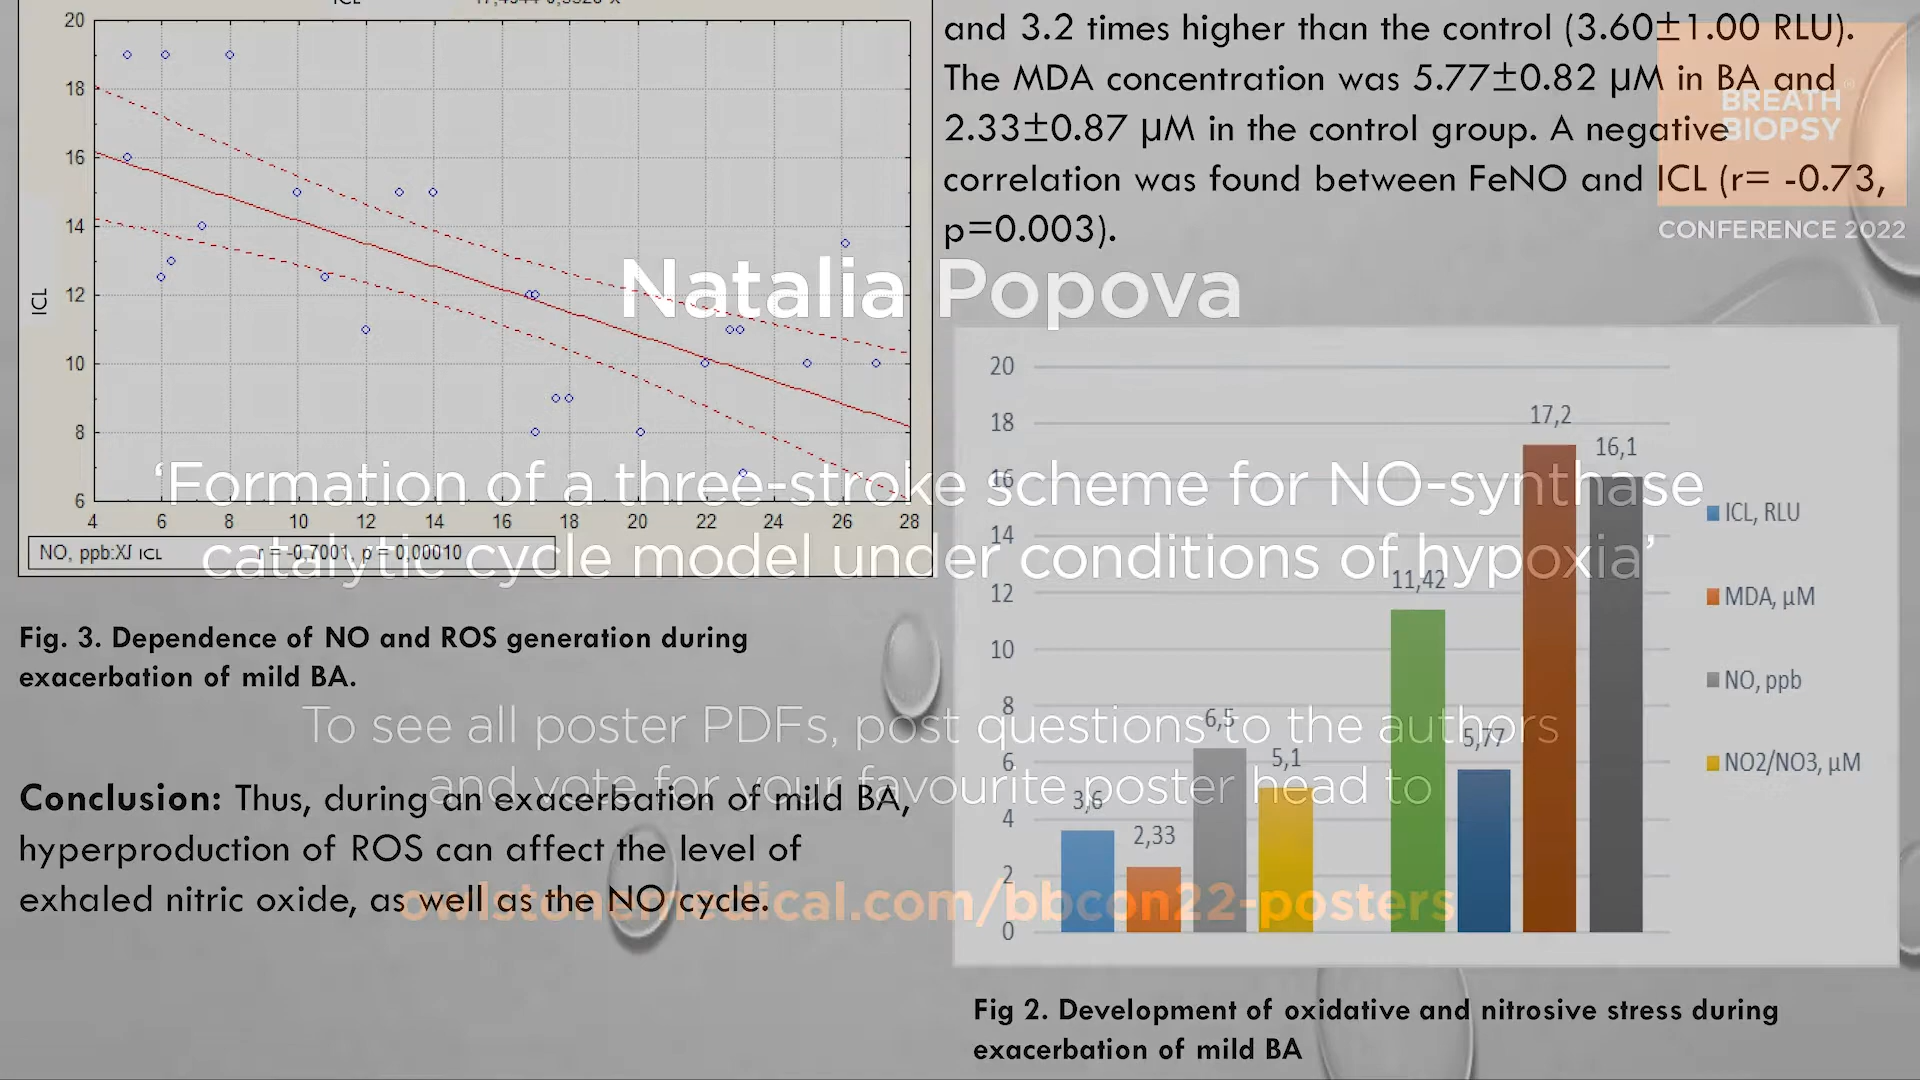 ICL
20
18
16
14
12
10
8
6
ICL
4 6 8 10 12 14 16 18 20 22 24 26 28
NO, ppb:XJ ICL r = -0.7001, p = 0.00010
Fig. 3. Dependence of NO and ROS generation during
exacerbation of mild BA.
Conclusion: Thus, during an exacerbation of mild BA,
hyperproduction of ROS can affect the level of
exhaled nitric oxide, as well as the NO cycle.
and 3.2 times higher than the control (3.60±1.00 RLU).
The MDA concentration was 5.77±0.82 μM in BA and
2.33±0.87 μM in the control group. A negative
correlation was found between FeNO and ICL (r= -0.73,
p=0.003).
BREATH
BIOPSY
CONFERENCE 2022
Natalia Popova
‘Formation of a three-stroke scheme for NO-synthase
catalytic cycle model under conditions of hypoxia’
To see all poster PDFs, post questions to the authors
and vote for your favourite poster head to
owlstonemedical.com/bbcon22-posters
20
18
16
14
12
10
8
6
4
2
0
3,6
2,33
6,5
5,1
11,42
5,77
17,2
16,1
ICL, RLU
MDA, μM
NO, ppb
NO2/NO3, μM
Fig 2. Development of oxidative and nitrosive stress during
exacerbation of mild BA